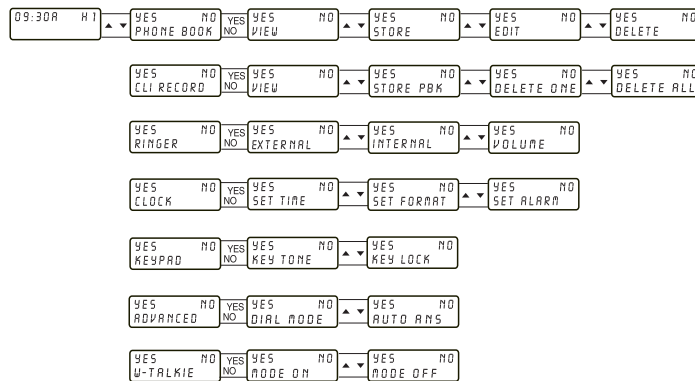 09:30A H1 YES NO YES YES NO YES NO YES NO YES NO
PHONE BOOK NO VIEW STORE EDIT DELETE
YES NO YES YES NO YES NO YES NO YES NO
CLI RECORD NO VIEW STORE PBK DELETE ONE DELETE ALL
YES NO YES YES NO YES NO YES NO
RINGER NO EXTERNAL INTERNAL VOLUME
YES NO YES YES NO YES NO YES NO
CLOCK NO SET TIME SET FORMAT SET ALARM
YES NO YES YES NO YES NO
KEYPAD NO KEY TONE KEY LOCK
YES NO YES YES NO YES NO
ADVANCED NO DIAL MODE AUTO ANS
YES NO YES YES NO YES NO
W-TALKIE NO MODE ON MODE OFF